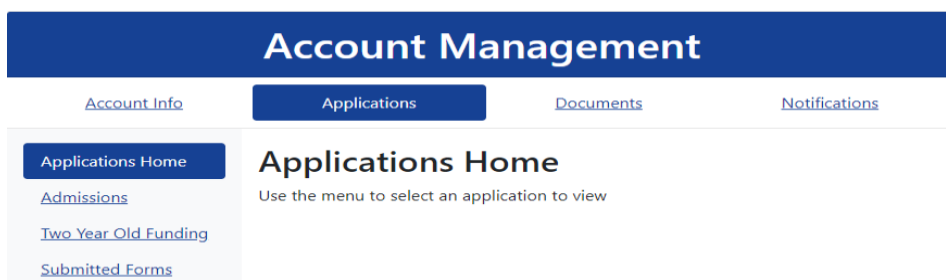 Account Management
Account Info Applications Documents Notifications
Applications Home
Admissions
Two Year Old Funding
Submitted Forms
Applications Home
Use the menu to select an application to view